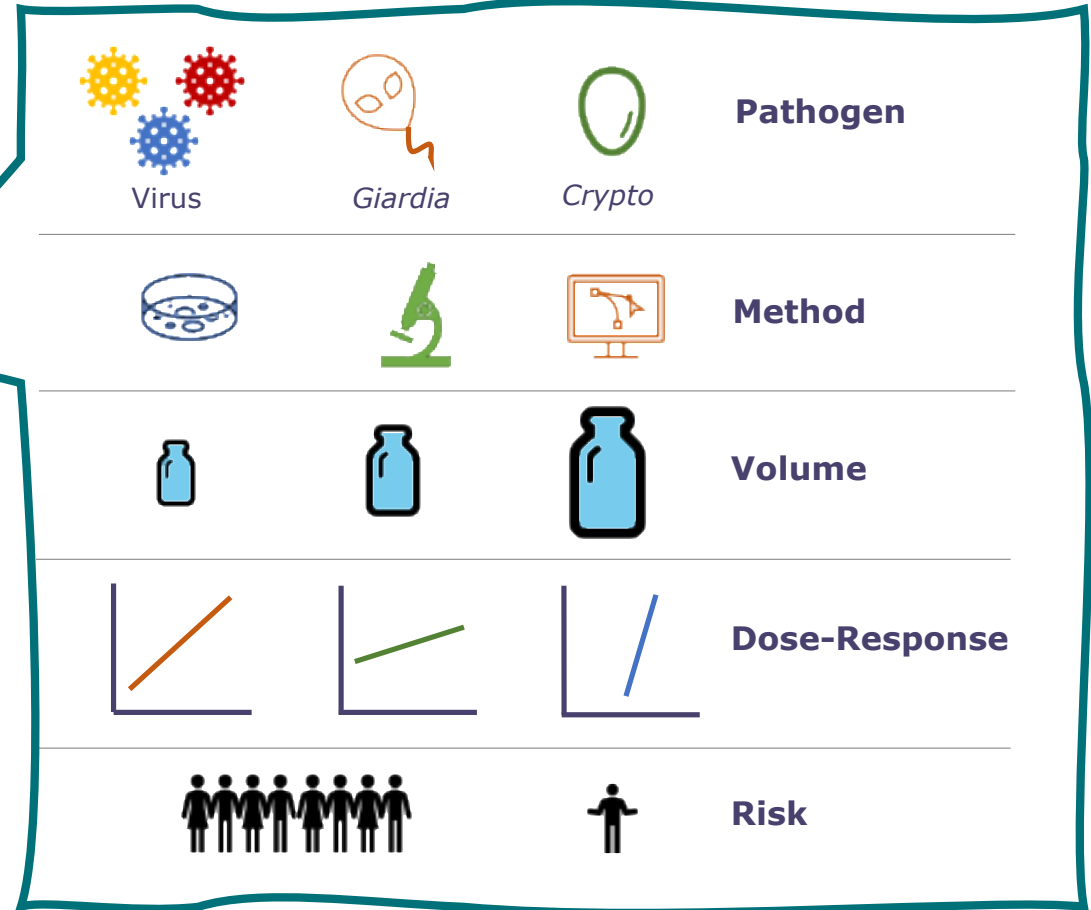 Pathogen
Virus
Giardia
Crypto
Method
Volume
Dose-Response
Risk